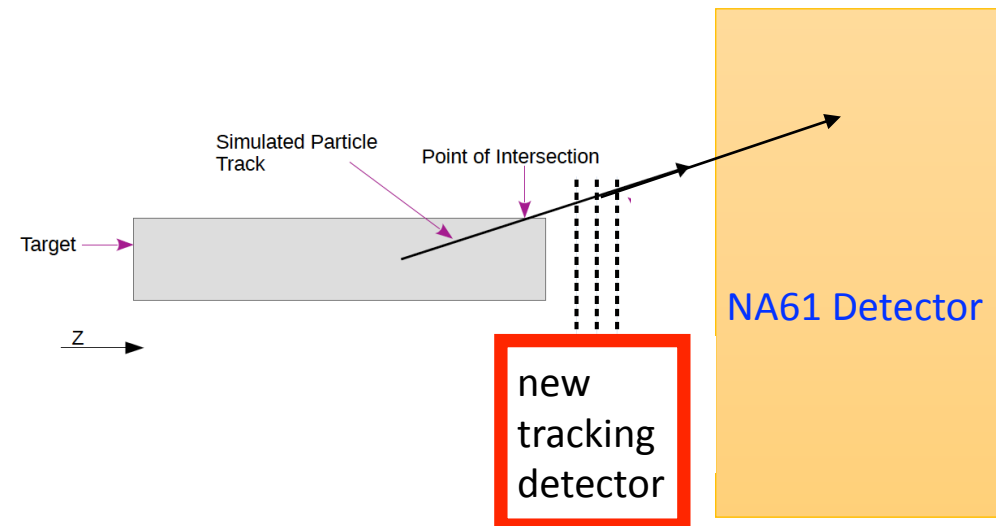 Simulated Particle
Track
Point of Intersection
Target
NA61 Detector
Z
new
tracking
detector